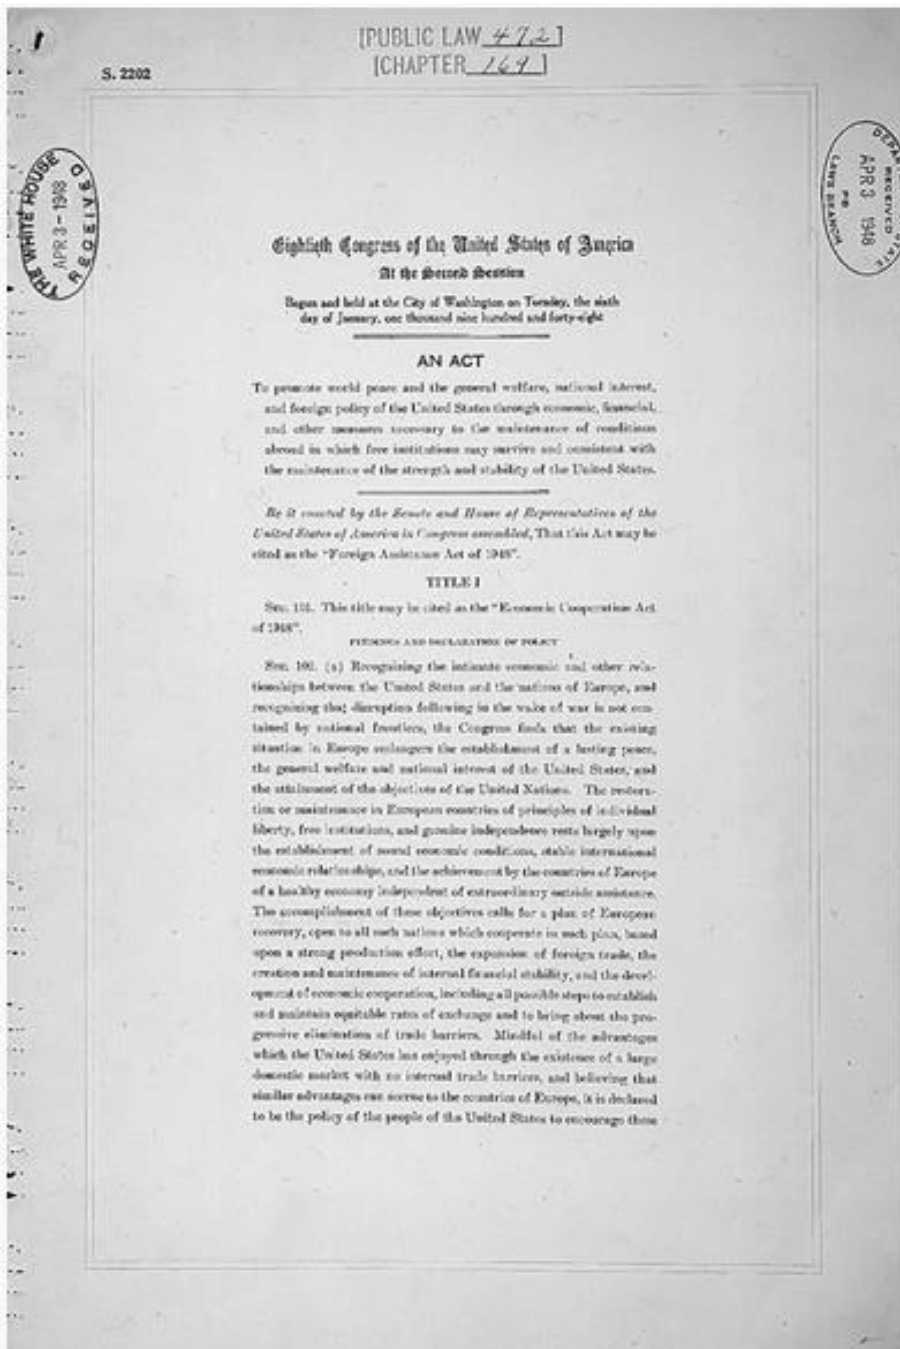 1
[PUBLIC LAW 472]
[CHAPTER 169]
S. 2202
THE WHITE HOUSE
APR 3 - 1948
RECEIVED
DEPA
STATE
RECEIVED
APR 3 1948
LAWS BRANCH
Eightieth Congress of the United States of America
At the Second Session
Begun and held at the City of Washington on Tuesday, the sixth
day of January, one thousand nine hundred and forty-eight
AN ACT
To promote world peace and the general welfare, national interest,
and foreign policy of the United States through economic, financial,
and other measures necessary to the maintenance of conditions
abroad in which free institutions may survive and consistent with
the maintenance of the strength and stability of the United States.
Be it enacted by the Senate and House of Representatives of the
United States of America in Congress assembled, That this Act may be
cited as the "Foreign Assistance Act of 1948".
TITLE I
Sec. 101. This title may be cited as the "Economic Cooperation Act
of 1948".
FINDINGS AND DECLARATION OF POLICY
Sec. 102. (a) Recognizing the intimate economic and other rela-
tionships between the United States and the nations of Europe, and
recognizing that disruption following in the wake of war is not con-
tained by national frontiers, the Congress finds that the existing
situation in Europe endangers the establishment of a lasting peace,
the general welfare and national interest of the United States, and
the attainment of the objectives of the United Nations. The restora-
tion or maintenance in European countries of principles of individual
liberty, free institutions, and genuine independence rests largely upon
the establishment of sound economic conditions, stable international
economic relationships, and the achievement by the countries of Europe
of a healthy economy independent of extraordinary outside assistance.
The accomplishment of these objectives calls for a plan of European
recovery, open to all such nations which cooperate in such plan, based
upon a strong production effort, the expansion of foreign trade, the
creation and maintenance of internal financial stability, and the devel-
opment of economic cooperation, including all possible steps to establish
and maintain equitable rates of exchange and to bring about the pro-
gressive elimination of trade barriers. Mindful of the advantages
which the United States has enjoyed through the existence of a large
domestic market with no internal trade barriers, and believing that
similar advantages can accrue to the countries of Europe, it is declared
to be the policy of the people of the United States to encourage these